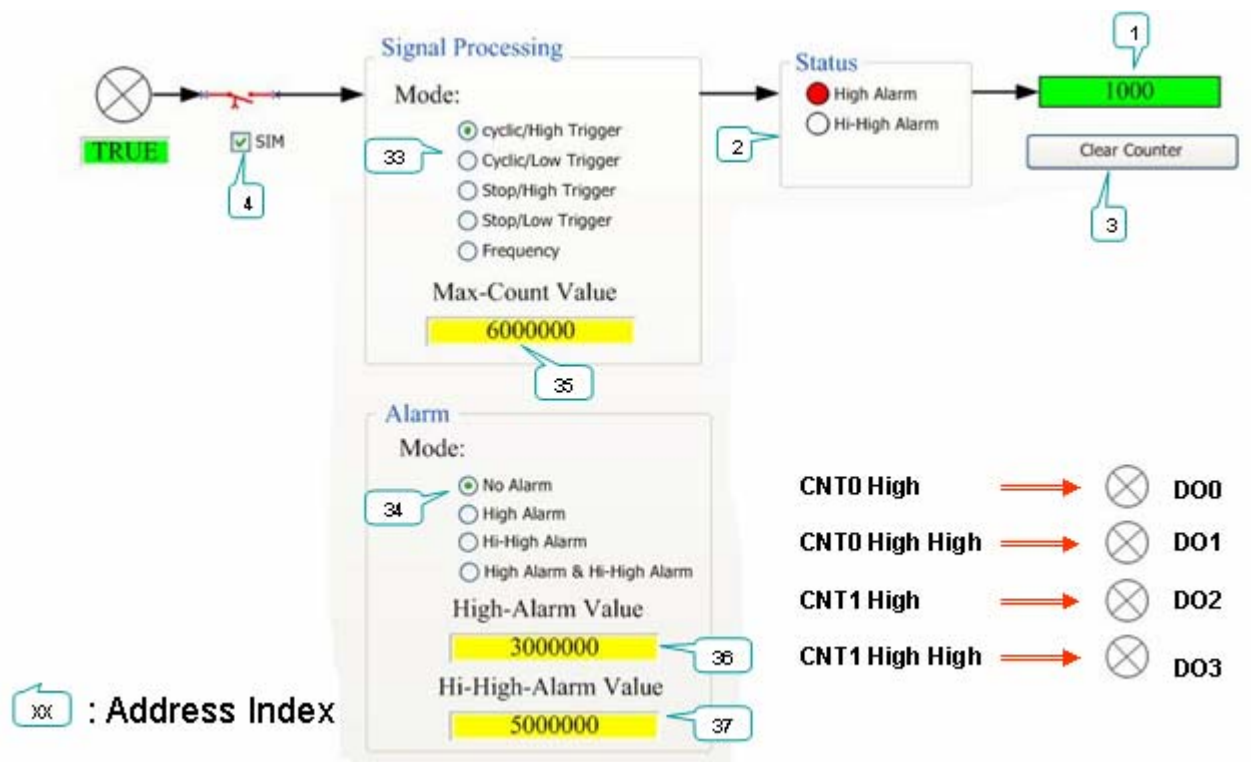 TRUE
SIM
4
Signal Processing
Mode:
cyclic/High Trigger
Cyclic/Low Trigger
Stop/High Trigger
Stop/Low Trigger
Frequency
33
Max-Count Value
6000000
35
Status
High Alarm
Hi-High Alarm
2
1
1000
Clear Counter
3
Alarm
Mode:
No Alarm
High Alarm
Hi-High Alarm
High Alarm & Hi-High Alarm
34
High-Alarm Value
3000000
36
Hi-High-Alarm Value
5000000
37
CNT0 High DO0
CNT0 High High DO1
CNT1 High DO2
CNT1 High High DO3
xx : Address Index